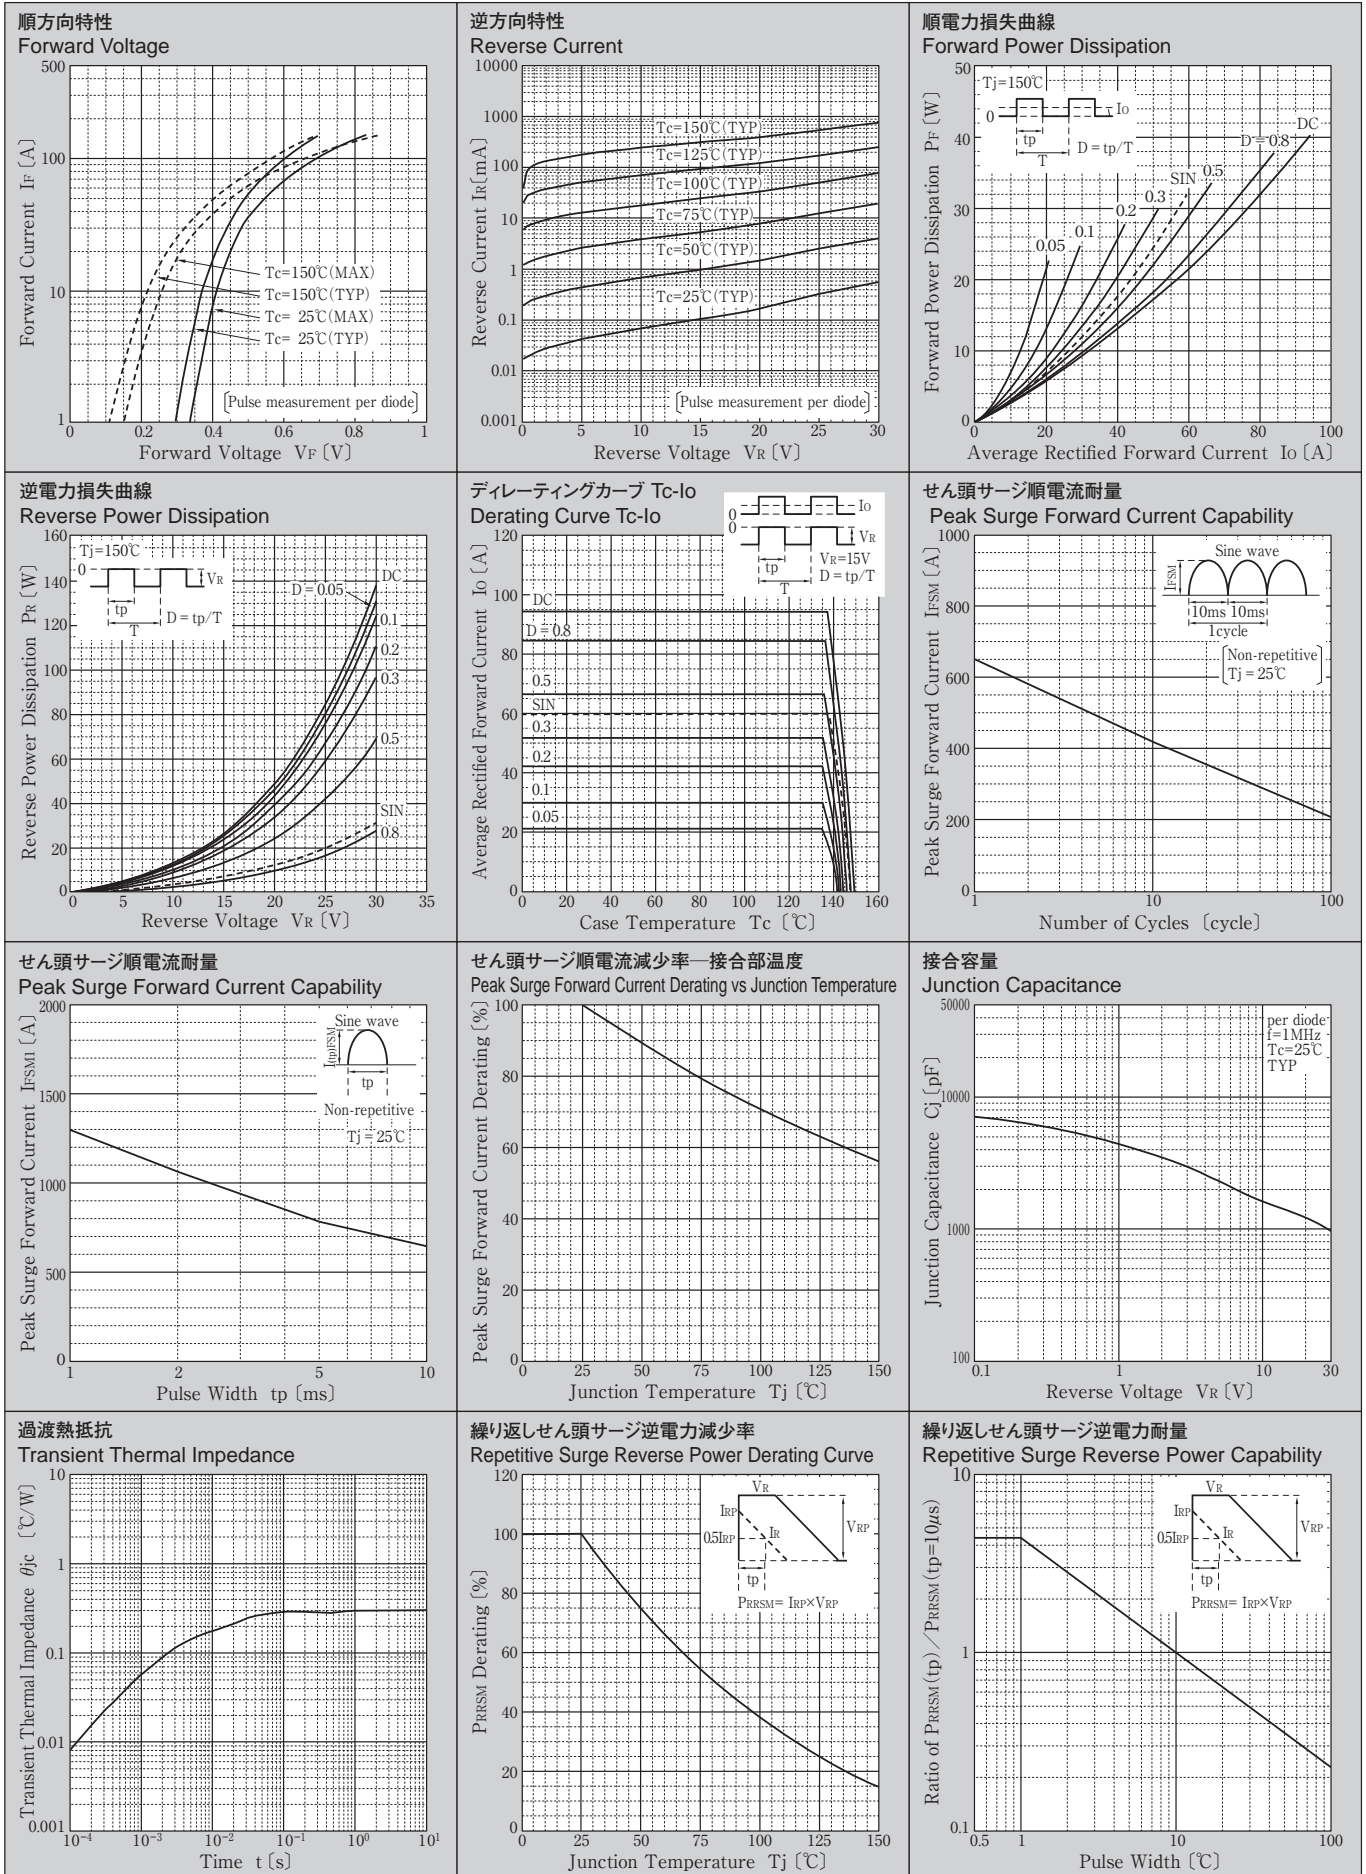 順方向特性
Forward Voltage
500
100
10
1
Forward Current IF〔A〕
Tc=150℃(MAX)
Tc=150℃(TYP)
Tc= 25℃(MAX)
Tc= 25℃(TYP)
[Pulse measurement per diode]
0 0.2 0.4 0.6 0.8 1
Forward Voltage VF〔V〕
逆方向特性
Reverse Current
10000
1000
100
10
1
0.1
0.01
0.001
Reverse Current IR〔mA〕
Tc=150℃(TYP)
Tc=125℃(TYP)
Tc=100℃(TYP)
Tc=75℃(TYP)
Tc=50℃(TYP)
Tc=25℃(TYP)
[Pulse measurement per diode]
0 5 10 15 20 25 30
Reverse Voltage VR〔V〕
順電力損失曲線
Forward Power Dissipation
50
40
30
20
10
0
Forward Power Dissipation PF〔W〕
Tj=150℃
0
IO
tp
T
D=tp/T
DC
D=0.8
0.5
SIN
0.3
0.2
0.1
0.05
0 20 40 60 80 100
Average Rectified Forward Current IO〔A〕
逆電力損失曲線
Reverse Power Dissipation
160
140
120
100
80
60
40
20
0
Reverse Power Dissipation PR〔W〕
Tj=150℃
0
VR
tp
T
D=tp/T
DC
D=0.05
0.1
0.2
0.3
0.5
SIN
0.8
0 5 10 15 20 25 30 35
Reverse Voltage VR〔V〕
ディレーティングカーブ Tc-Io
Derating Curve Tc-Io
0
IO
0
VR
tp
VR=15V
D=tp/T
T
120
100
80
60
40
20
0
Average Rectified Forward Current IO〔A〕
DC
D=0.8
0.5
SIN
0.3
0.2
0.1
0.05
0 20 40 60 80 100 120 140 160
Case Temperature Tc〔℃〕
せん頭サージ順電流耐量
Peak Surge Forward Current Capability
1000
800
600
400
200
0
Peak Surge Forward Current IFSM〔A〕
Sine wave
IFSM
10ms 10ms
1cycle
[Non-repetitive
Tj=25℃]
1 10 100
Number of Cycles〔cycle〕
せん頭サージ順電流耐量
Peak Surge Forward Current Capability
2000
1500
1000
500
0
Peak Surge Forward Current IFSM1〔A〕
Sine wave
I(tp)FSM
tp
Non-repetitive
Tj=25℃
1 2 5 10
Pulse Width tp〔ms〕
せん頭サージ順電流減少率―接合部温度
Peak Surge Forward Current Derating vs Junction Temperature
100
80
60
40
20
0
Peak Surge Forward Current Derating〔%〕
0 25 50 75 100 125 150
Junction Temperature Tj〔℃〕
接合容量
Junction Capacitance
50000
10000
1000
100
Junction Capacitance Cj〔pF〕
per diode
f=1MHz
Tc=25℃
TYP
0.1 1 10 30
Reverse Voltage VR〔V〕
過渡熱抵抗
Transient Thermal Impedance
10
1
0.1
0.01
0.001
Transient Thermal Impedance θjc〔℃/W〕
10⁻⁴ 10⁻³ 10⁻² 10⁻¹ 10⁰ 10¹
Time t〔s〕
繰り返しせん頭サージ逆電力減少率
Repetitive Surge Reverse Power Derating Curve
120
100
80
60
40
20
0
PRRSM Derating〔%〕
VR
IRP
0.5IRP
IR
VRP
tp
PRRSM=IRP×VRP
0 25 50 75 100 125 150
Junction Temperature Tj〔℃〕
繰り返しせん頭サージ逆電力耐量
Repetitive Surge Reverse Power Capability
10
1
0.1
Ratio of PRRSM(tp)／PRRSM(tp=10μs)
VR
IRP
0.5IRP
IR
VRP
tp
PRRSM=IRP×VRP
0.5 1 10 100
Pulse Width〔℃〕